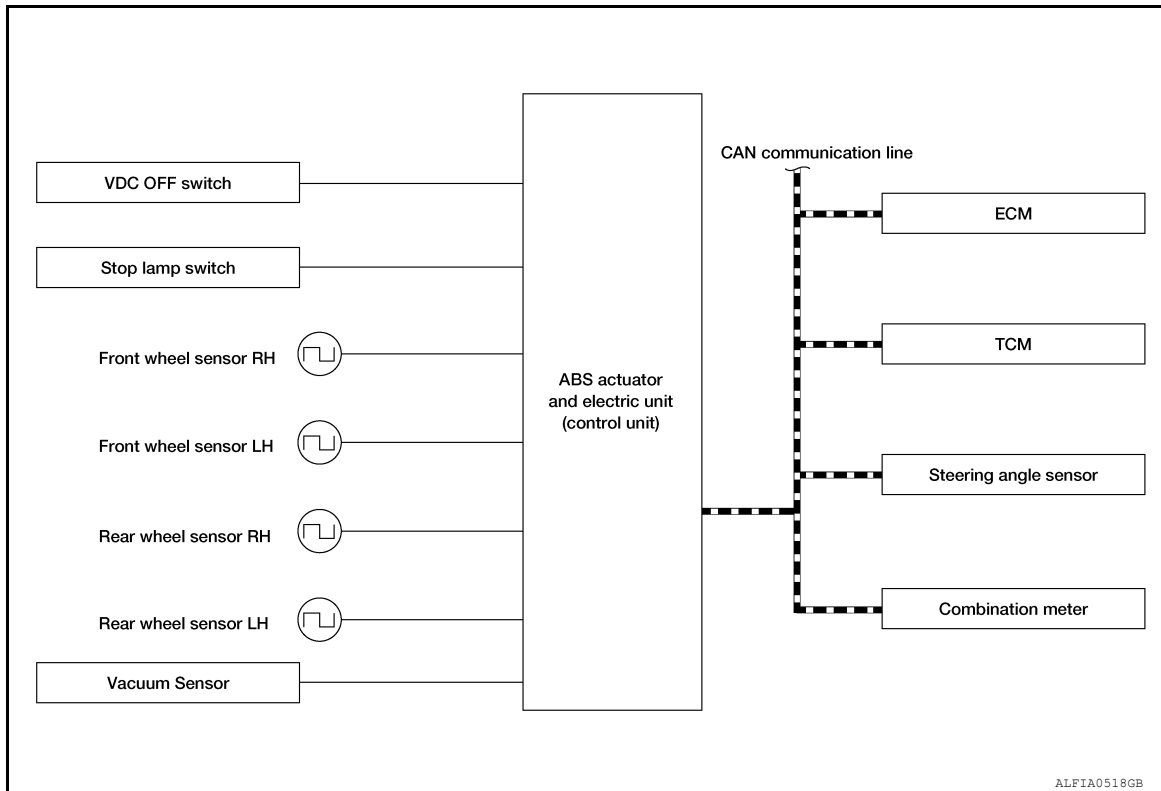 VDC OFF switch
Stop lamp switch
Front wheel sensor RH
Front wheel sensor LH
Rear wheel sensor RH
Rear wheel sensor LH
Vacuum Sensor
ABS actuator
and electric unit
(control unit)
CAN communication line
ECM
TCM
Steering angle sensor
Combination meter
ALFIA0518GB